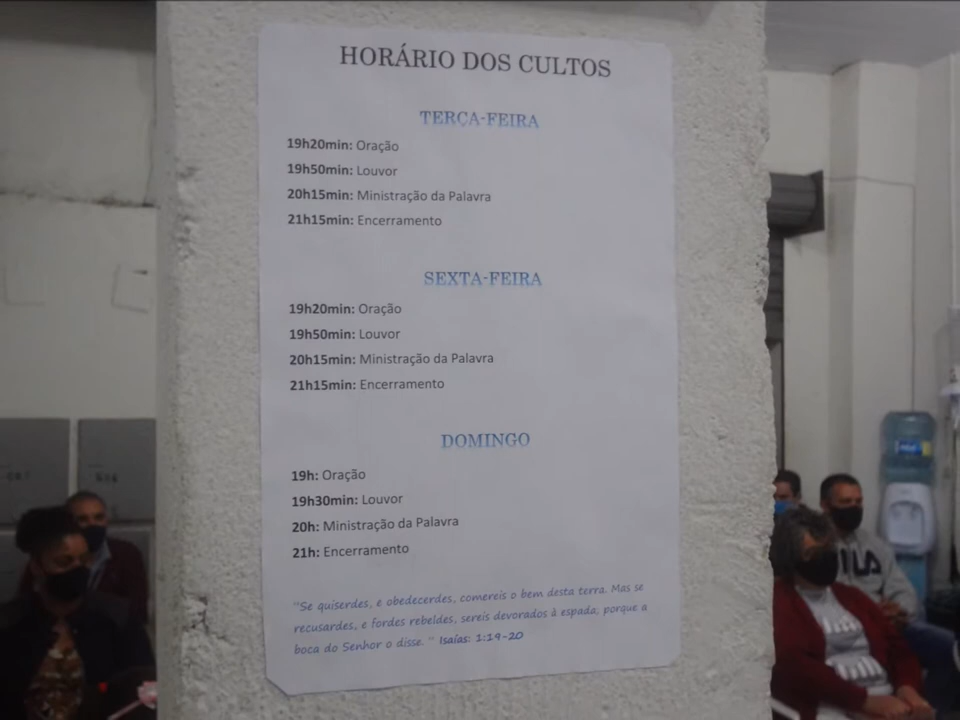 HORÁRIO DOS CULTOS
TERÇA-FEIRA
19h20min: Oração
19h50min: Louvor
20h15min: Ministração da Palavra
21h15min: Encerramento
SEXTA-FEIRA
19h20min: Oração
19h50min: Louvor
20h15min: Ministração da Palavra
21h15min: Encerramento
DOMINGO
19h: Oração
19h30min: Louvor
20h: Ministração da Palavra
21h: Encerramento
"Se quiserdes, e obedecerdes, comereis o bem desta terra. Mas se
recusardes, e fordes rebeldes, sereis devorados à espada; porque a
boca do Senhor o disse. " Isaías: 1:19-20